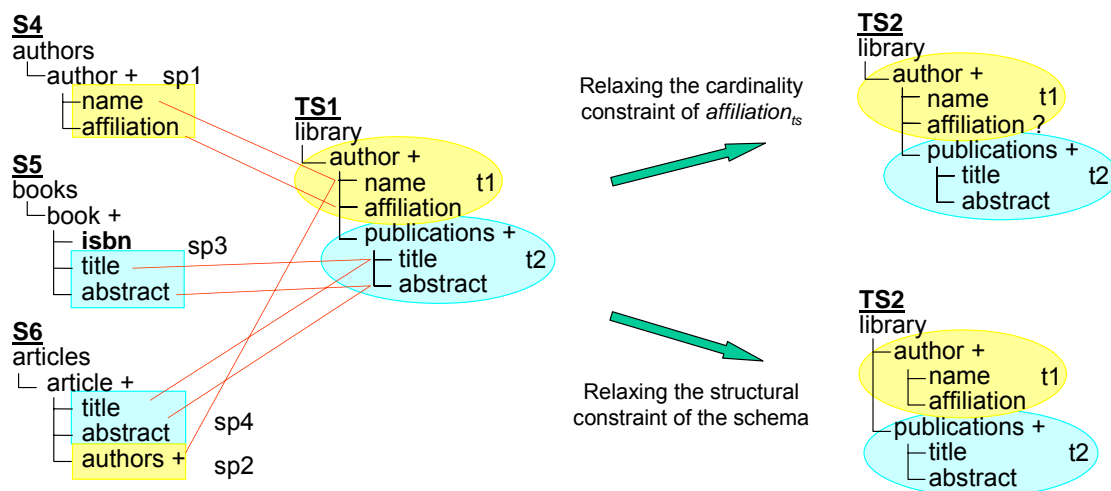 S4
authors
author + sp1
name
affiliation
S5
books
book +
isbn
sp3
title
abstract
S6
articles
article +
title
abstract
sp4
authors +
sp2
TS1
library
author +
name t1
affiliation
publications +
title t2
abstract
Relaxing the cardinality
constraint of affiliation_ts
Relaxing the structural
constraint of the schema
TS2
library
author +
name t1
affiliation ?
publications +
title t2
abstract
TS2
library
author +
name t1
affiliation
publications +
title t2
abstract